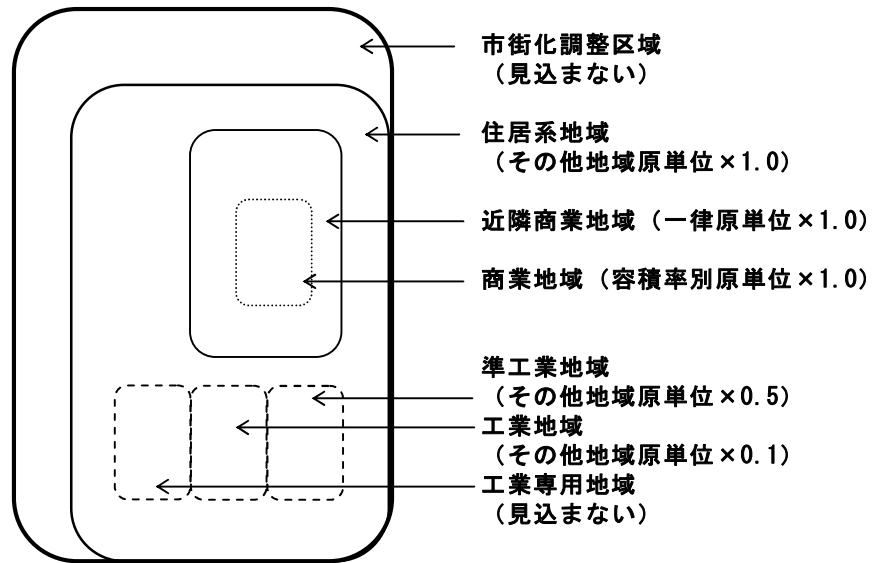 市街化調整区域
（見込まない）
住居系地域
（その他地域原単位×1.0）
近隣商業地域（一律原単位×1.0）
商業地域（容積率別原単位×1.0）
準工業地域
（その他地域原単位×0.5）
工業地域
（その他地域原単位×0.1）
工業専用地域
（見込まない）